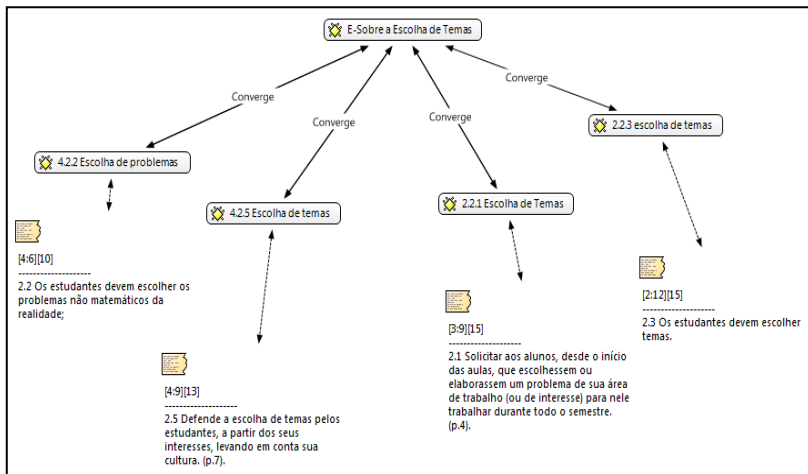 E-Sobre a Escolha de Temas
Converge
Converge
Converge
Converge
2.2.3 escolha de temas
4.2.2 Escolha de problemas
4.2.5 Escolha de temas
2.2.1 Escolha de Temas
[4:6][10]
--------------------
2.2 Os estudantes devem escolher os
problemas não matemáticos da
realidade;
[4:9][13]
--------------------
2.5 Defende a escolha de temas pelos
estudantes, a partir dos seus
interesses, levando em conta sua
cultura. (p.7).
[3:9][15]
--------------------
2.1 Solicitar aos alunos, desde o início
das aulas, que escolhessem ou
elaborassem um problema de sua área
de trabalho (ou de interesse) para nele
trabalhar durante todo o semestre.
(p.4).
[2:12][15]
--------------------
2.3 Os estudantes devem escolher
temas.